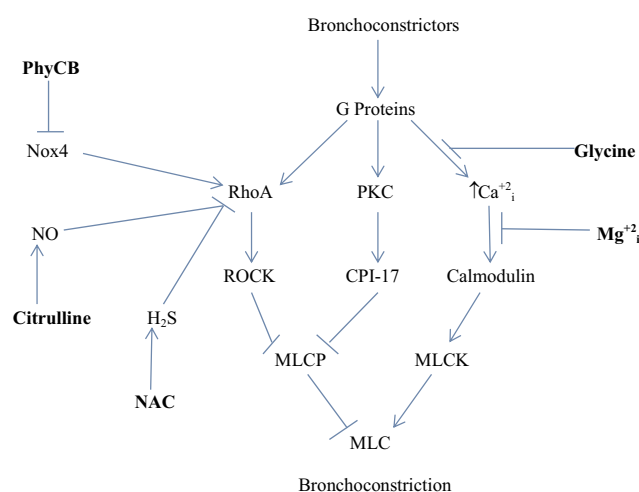 Bronchoconstrictors
PhyCB
G Proteins
Nox4
Glycine
RhoA
PKC
↑Ca⁺²ᵢ
NO
Mg⁺²ᵢ
ROCK
CPI-17
Calmodulin
Citrulline
H₂S
MLCP
MLCK
NAC
MLC
Bronchoconstriction